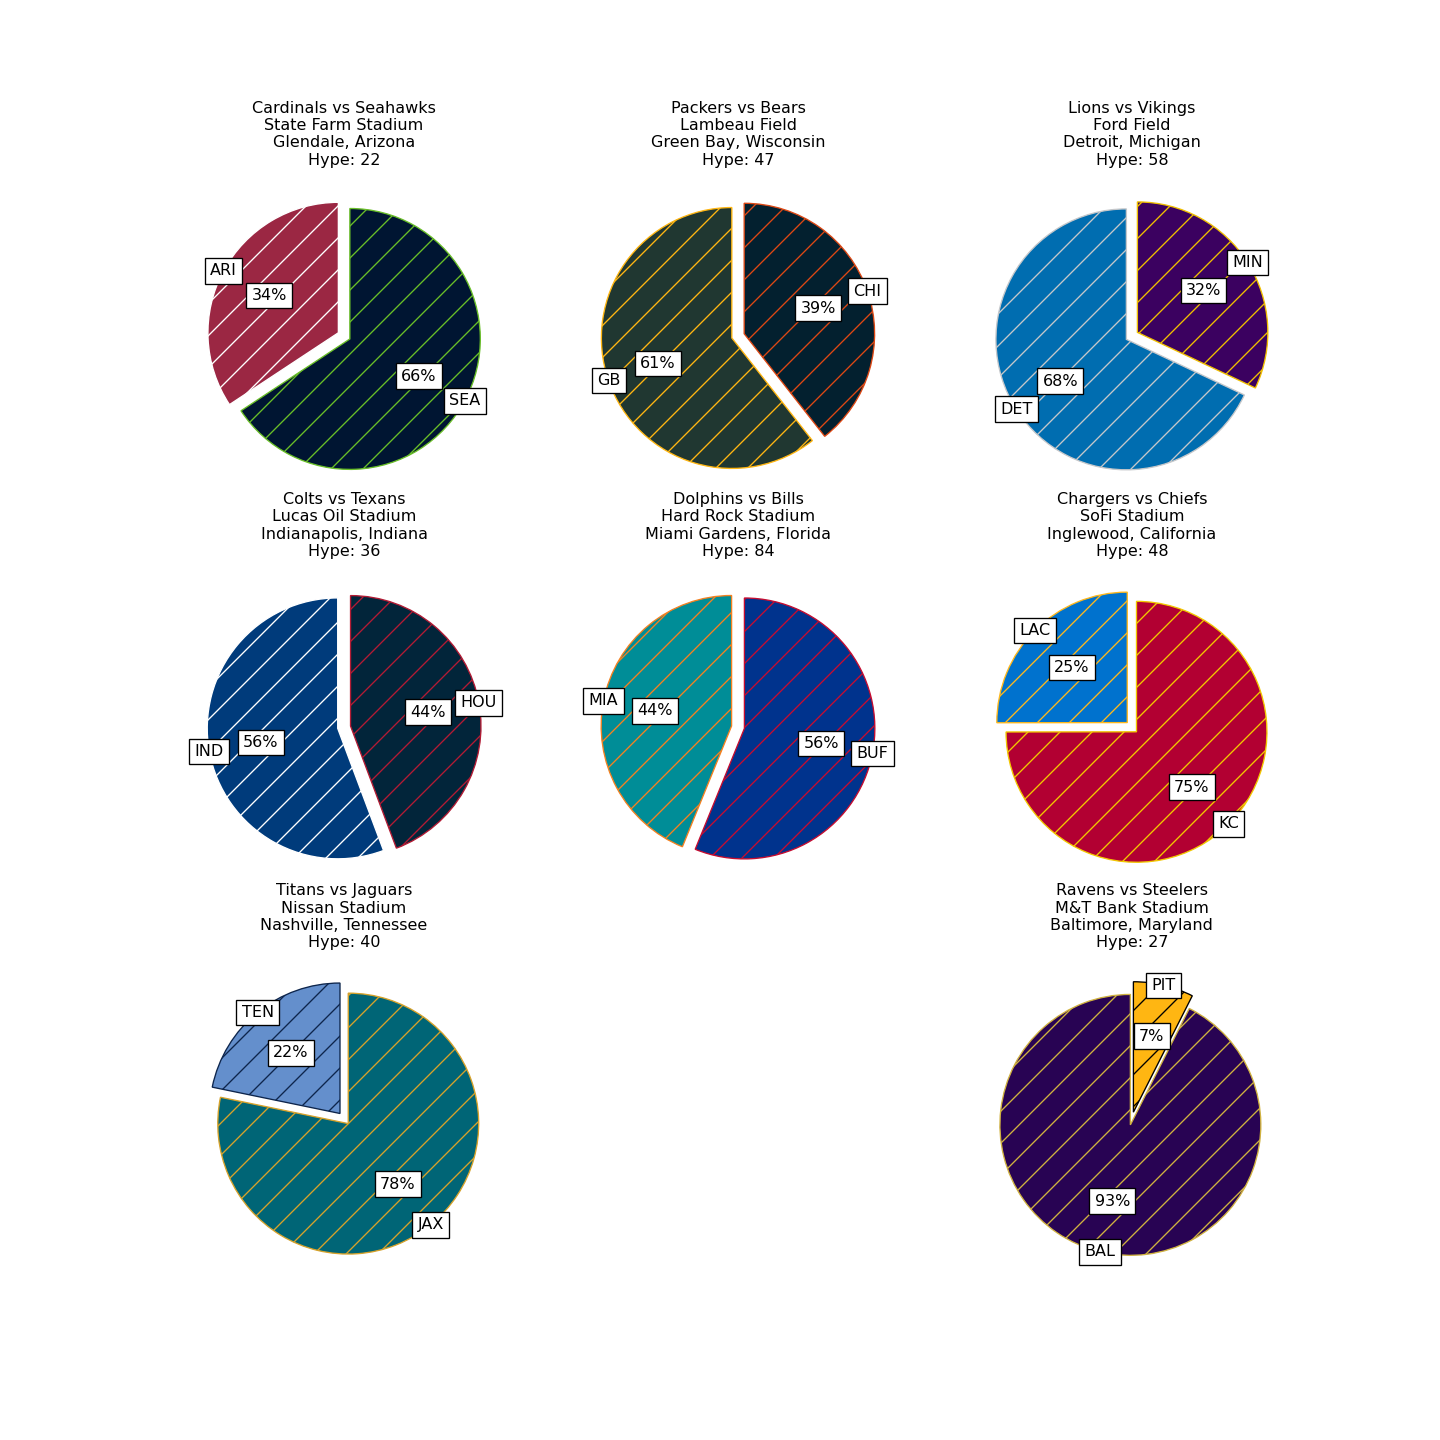 Cardinals vs Seahawks
State Farm Stadium
Glendale, Arizona
Hype: 22
ARI
34%
66%
SEA
Packers vs Bears
Lambeau Field
Green Bay, Wisconsin
Hype: 47
CHI
39%
61%
GB
Lions vs Vikings
Ford Field
Detroit, Michigan
Hype: 58
MIN
32%
68%
DET
Colts vs Texans
Lucas Oil Stadium
Indianapolis, Indiana
Hype: 36
HOU
44%
56%
IND
Dolphins vs Bills
Hard Rock Stadium
Miami Gardens, Florida
Hype: 84
MIA
44%
56%
BUF
Chargers vs Chiefs
SoFi Stadium
Inglewood, California
Hype: 48
LAC
25%
75%
KC
Titans vs Jaguars
Nissan Stadium
Nashville, Tennessee
Hype: 40
TEN
22%
78%
JAX
Ravens vs Steelers
M&T Bank Stadium
Baltimore, Maryland
Hype: 27
PIT
7%
93%
BAL